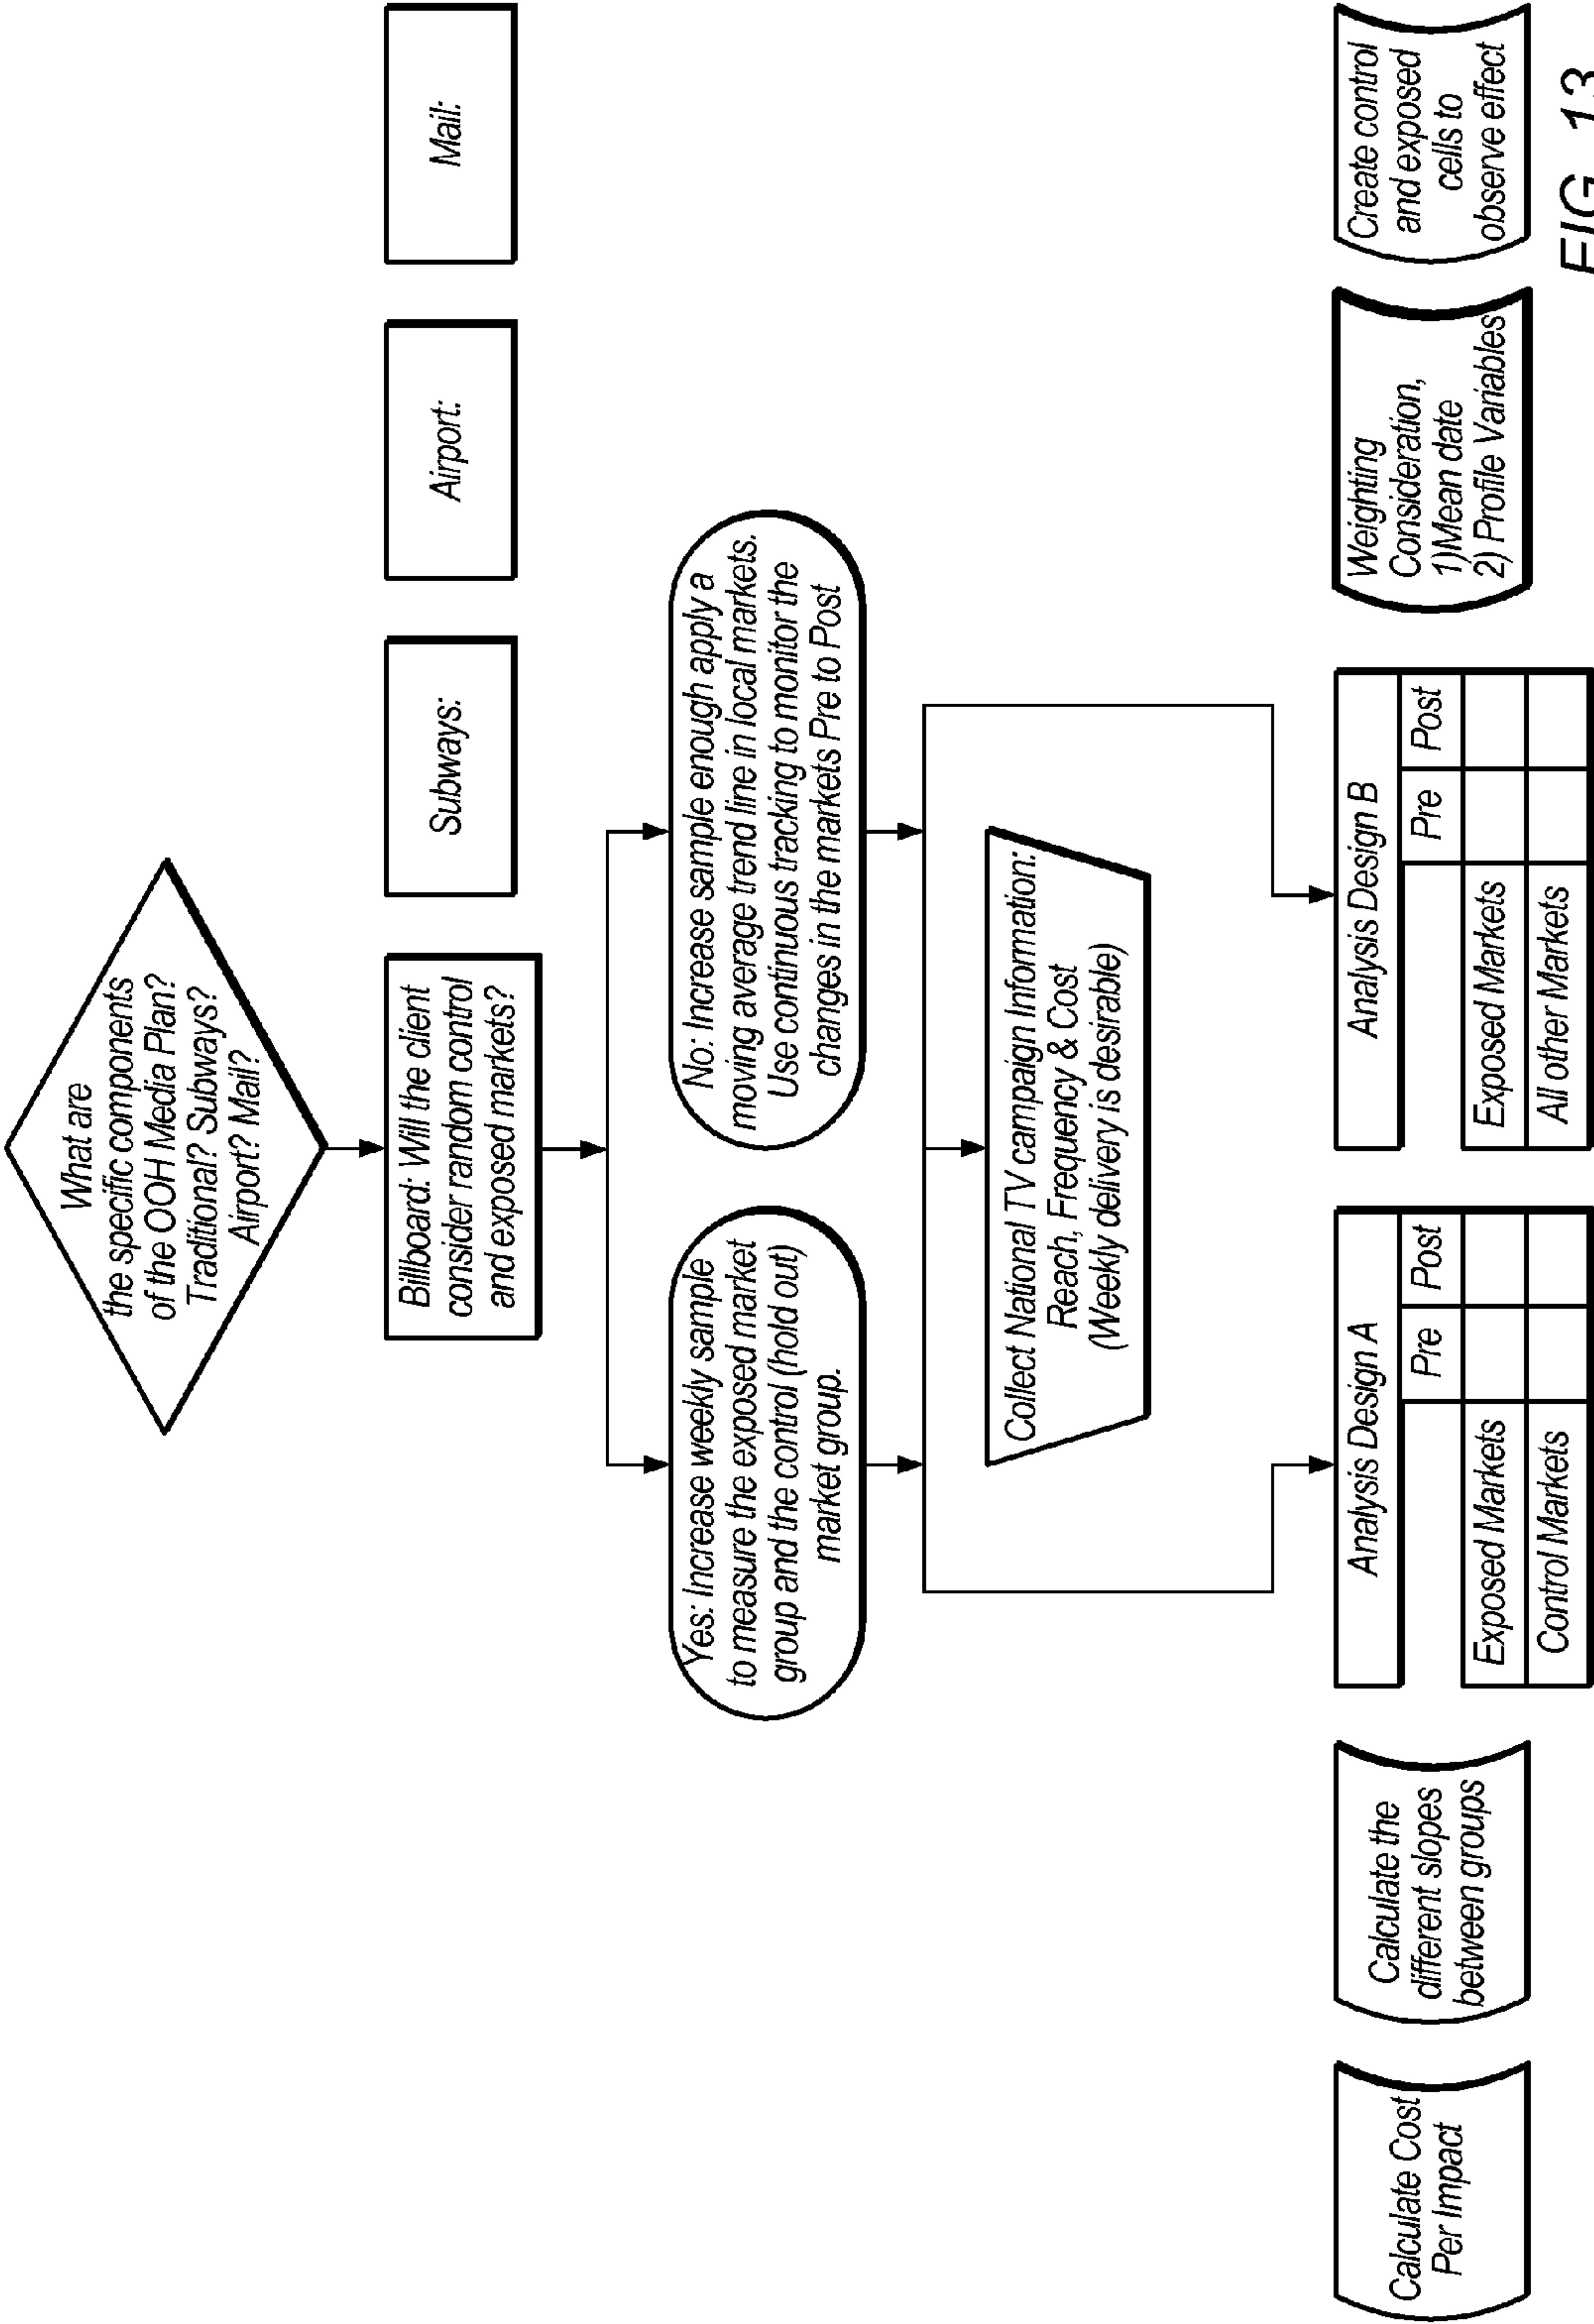 What are
the specific components
of the OOH Media Plan?
Traditional? Subways?
Airport? Mail?
Billboard: Will the client
consider random control
and exposed markets?
Subways:
Airport:
Mail:
Yes: Increase weekly sample
to measure the exposed market
group and the control (hold out)
market group.
No: Increase sample enough apply a
moving average trend line in local markets.
Use continuous tracking to monitor the
changes in the markets Pre to Post
Collect National TV campaign Information:
Reach, Frequency & Cost
(Weekly delivery is desirable)
Calculate Cost
Per Impact
Calculate the
different slopes
between groups
Analysis Design A
Pre Post
Exposed Markets
Control Markets
Analysis Design B
Pre Post
Exposed Markets
All other Markets
Weighting
Consideration,
1)Mean date
2) Profile Variables
Create control
and exposed
cells to
observe effect
FIG. 13